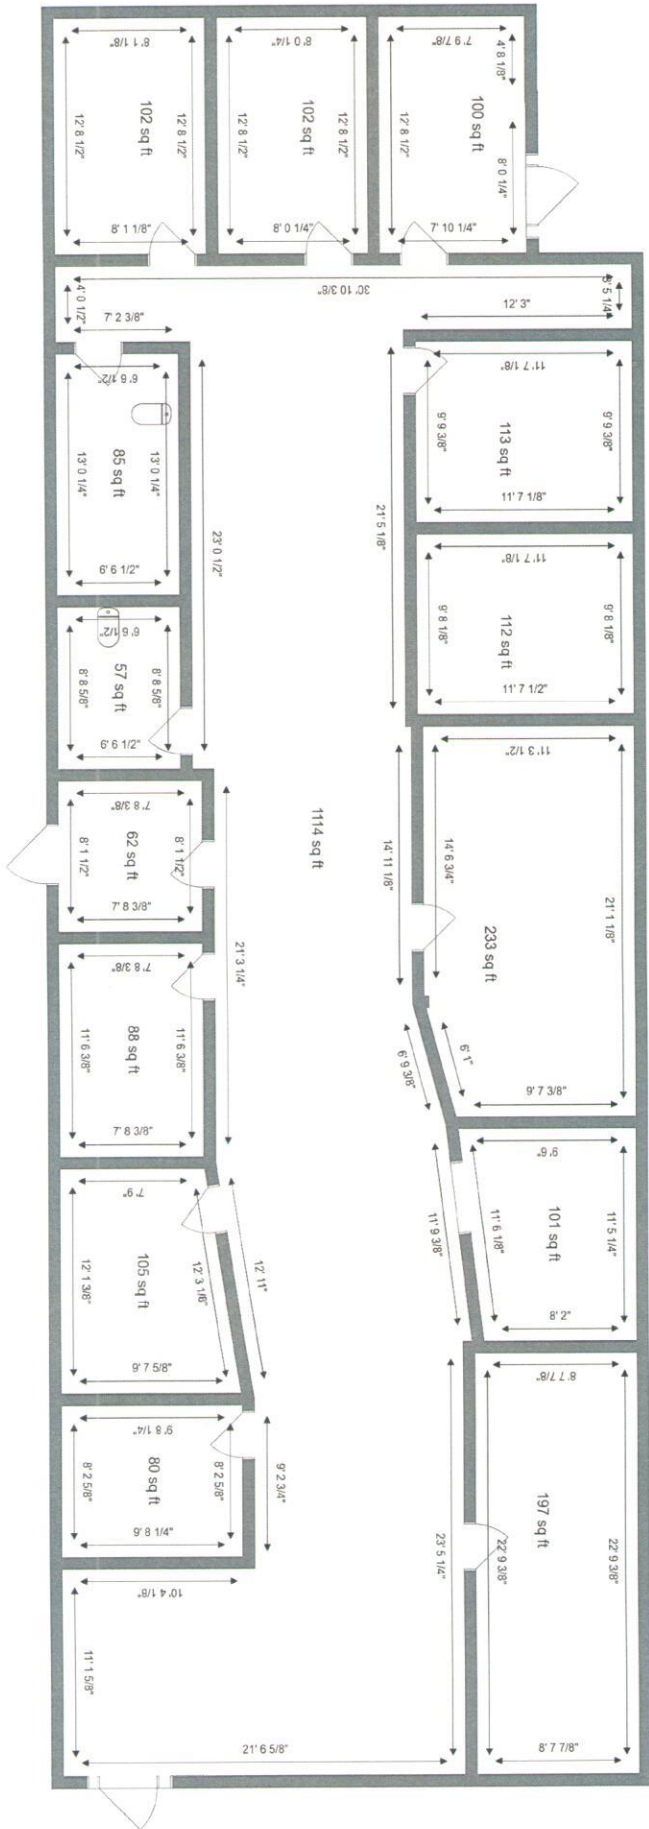 8' 1 1/8"
12' 8 1/2"
102 sq ft
12' 8 1/2"
8' 1 1/8"
8' 0 1/4"
12' 8 1/2"
102 sq ft
12' 8 1/2"
8' 0 1/4"
7' 9 7/8"
4' 8 1/8"
12' 8 1/2"
100 sq ft
8' 0 1/4"
7' 10 1/4"
30' 10 3/8"
4' 0 1/2"
7' 2 3/8"
12' 3"
6' 6 1/2"
13' 0 1/4"
85 sq ft
13' 0 1/4"
6' 6 1/2"
23' 0 1/2"
21' 5 1/8"
11' 7 1/8"
9' 9 3/8"
113 sq ft
9' 9 3/8"
11' 7 1/8"
11' 7 1/8"
9' 8 1/8"
112 sq ft
9' 8 1/8"
11' 7 1/2"
6' 6 1/2"
8' 8 5/8"
57 sq ft
8' 8 5/8"
6' 6 1/2"
7' 8 3/8"
8' 1 1/2"
62 sq ft
8' 1 1/2"
7' 8 3/8"
1114 sq ft
14' 11 1/8"
11' 3 1/2"
14' 6 3/4"
233 sq ft
21' 1 1/8"
6' 1"
9' 7 3/8"
6' 9 3/8"
21' 3 1/4"
7' 8 3/8"
11' 6 3/8"
88 sq ft
11' 6 3/8"
7' 8 3/8"
7' 9"
12' 1 3/8"
105 sq ft
12' 3 1/6"
12' 11"
9' 7 5/8"
11' 9 3/8"
9' 6"
11' 6 1/8"
101 sq ft
11' 5 1/4"
8' 2"
9' 8 1/4"
8' 2 5/8"
80 sq ft
8' 2 5/8"
9' 8 1/4"
9' 2 3/4"
23' 5 1/4"
8' 7 7/8"
22' 9 3/8"
197 sq ft
22' 9 3/8"
8' 7 7/8"
10' 4 1/8"
11' 1 5/8"
21' 6 5/8"